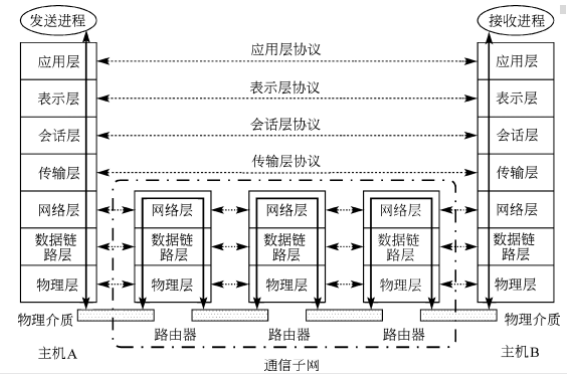 发送进程
接收进程
应用层
应用层协议
应用层
表示层
表示层协议
表示层
会话层
会话层协议
会话层
传输层
传输层协议
传输层
网络层
网络层
网络层
网络层
网络层
数据链
路层
数据链
路层
数据链
路层
数据链
路层
数据链
路层
物理层
物理层
物理层
物理层
物理层
物理介质
路由器
路由器
路由器
物理介质
主机A
通信子网
主机B